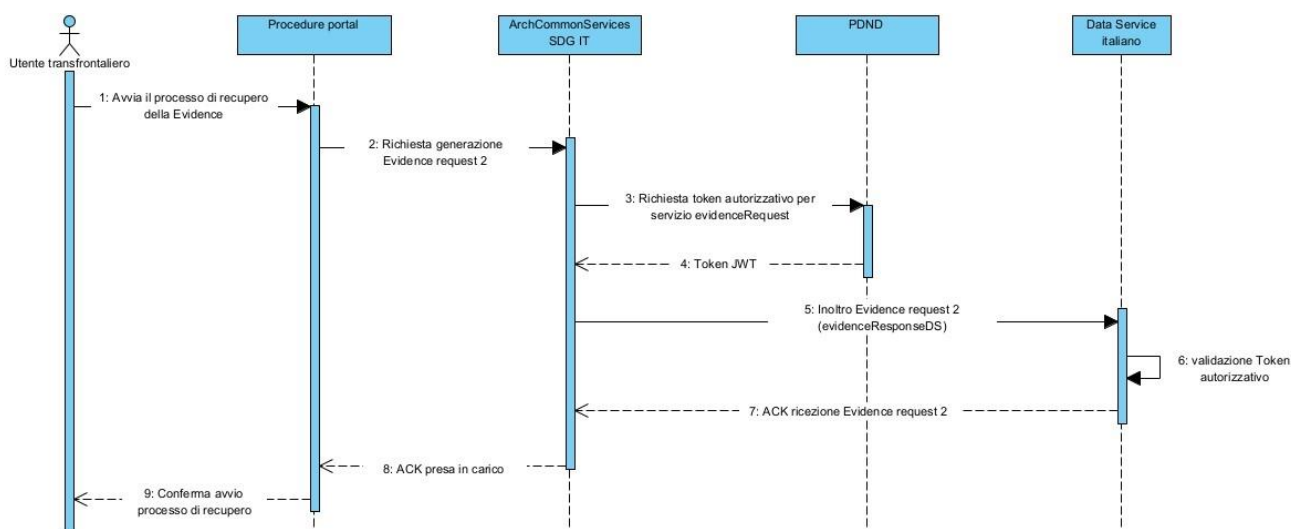 Procedure portal
ArchCommonServices
SDG IT
PDND
Data Service
italiano
Utente transfrontaliero
1: Avvia il processo di recupero
della Evidence
2: Richiesta generazione
Evidence request 2
3: Richiesta token autorizzativo per
servizio evidenceRequest
4: Token JWT
5: Inoltro Evidence request 2
(evidenceResponseDS)
6: validazione Token
autorizzativo
7: ACK ricezione Evidence request 2
8: ACK presa in carico
9: Conferma avvio
processo di recupero